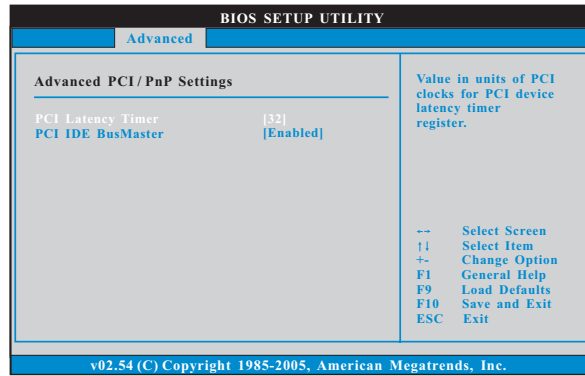 BIOS SETUP UTILITY
Advanced
Advanced PCI / PnP Settings
PCI Latency Timer [32]
PCI IDE BusMaster [Enabled]
Value in units of PCI
clocks for PCI device
latency timer
register.
←→ Select Screen
↑↓ Select Item
+- Change Option
F1 General Help
F9 Load Defaults
F10 Save and Exit
ESC Exit
v02.54 (C) Copyright 1985-2005, American Megatrends, Inc.